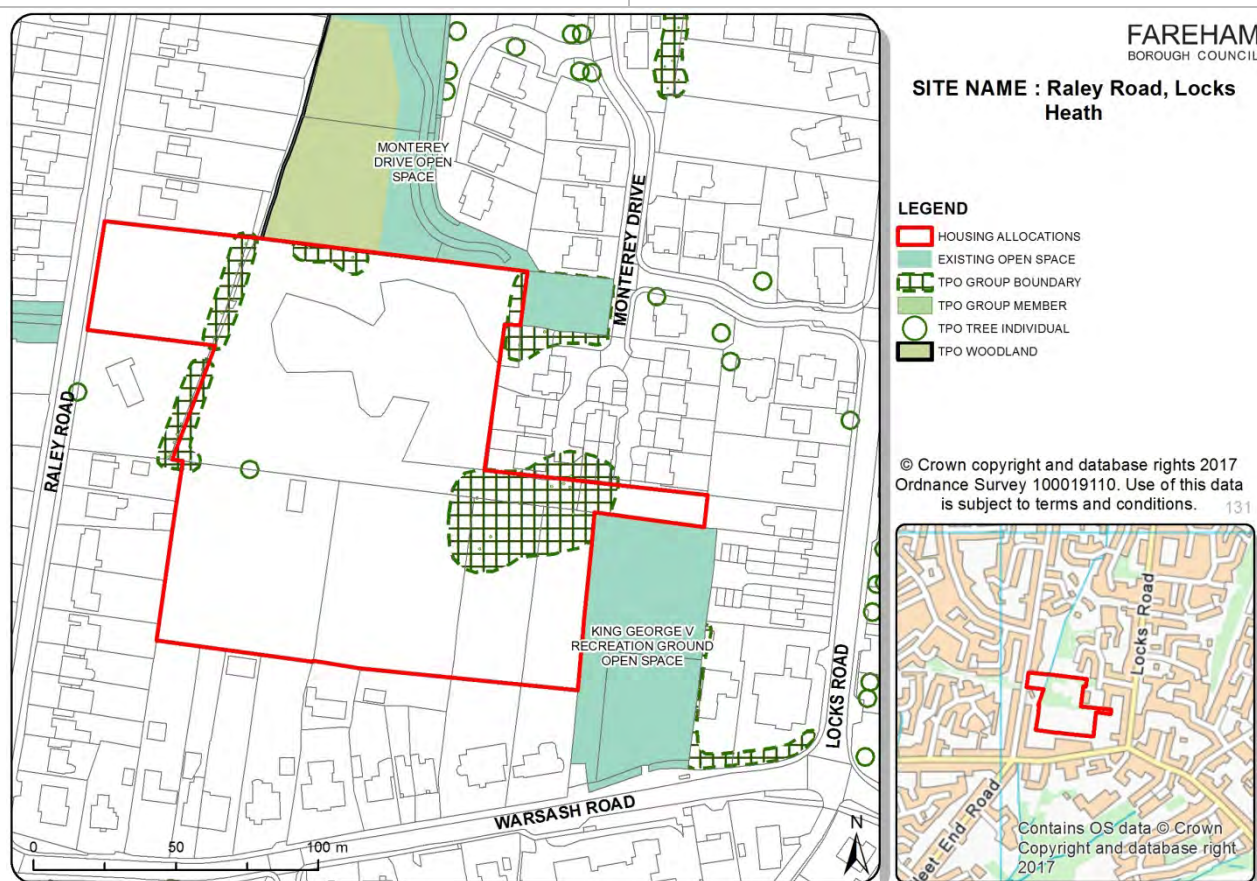 MONTEREY
DRIVE OPEN
SPACE
MONTEREY DRIVE
RALEY ROAD
KING GEORGE V
RECREATION GROUND
OPEN SPACE
LOCKS ROAD
WARSASH ROAD
0 50 100 m
N
FAREHAM
BOROUGH COUNCIL
SITE NAME : Raley Road, Locks
Heath
LEGEND
HOUSING ALLOCATIONS
EXISTING OPEN SPACE
TPO GROUP BOUNDARY
TPO GROUP MEMBER
TPO TREE INDIVIDUAL
TPO WOODLAND
© Crown copyright and database rights 2017
Ordnance Survey 100019110. Use of this data
is subject to terms and conditions. 131
Locks Road
leet-End Road
Contains OS data © Crown
Copyright and database right
2017